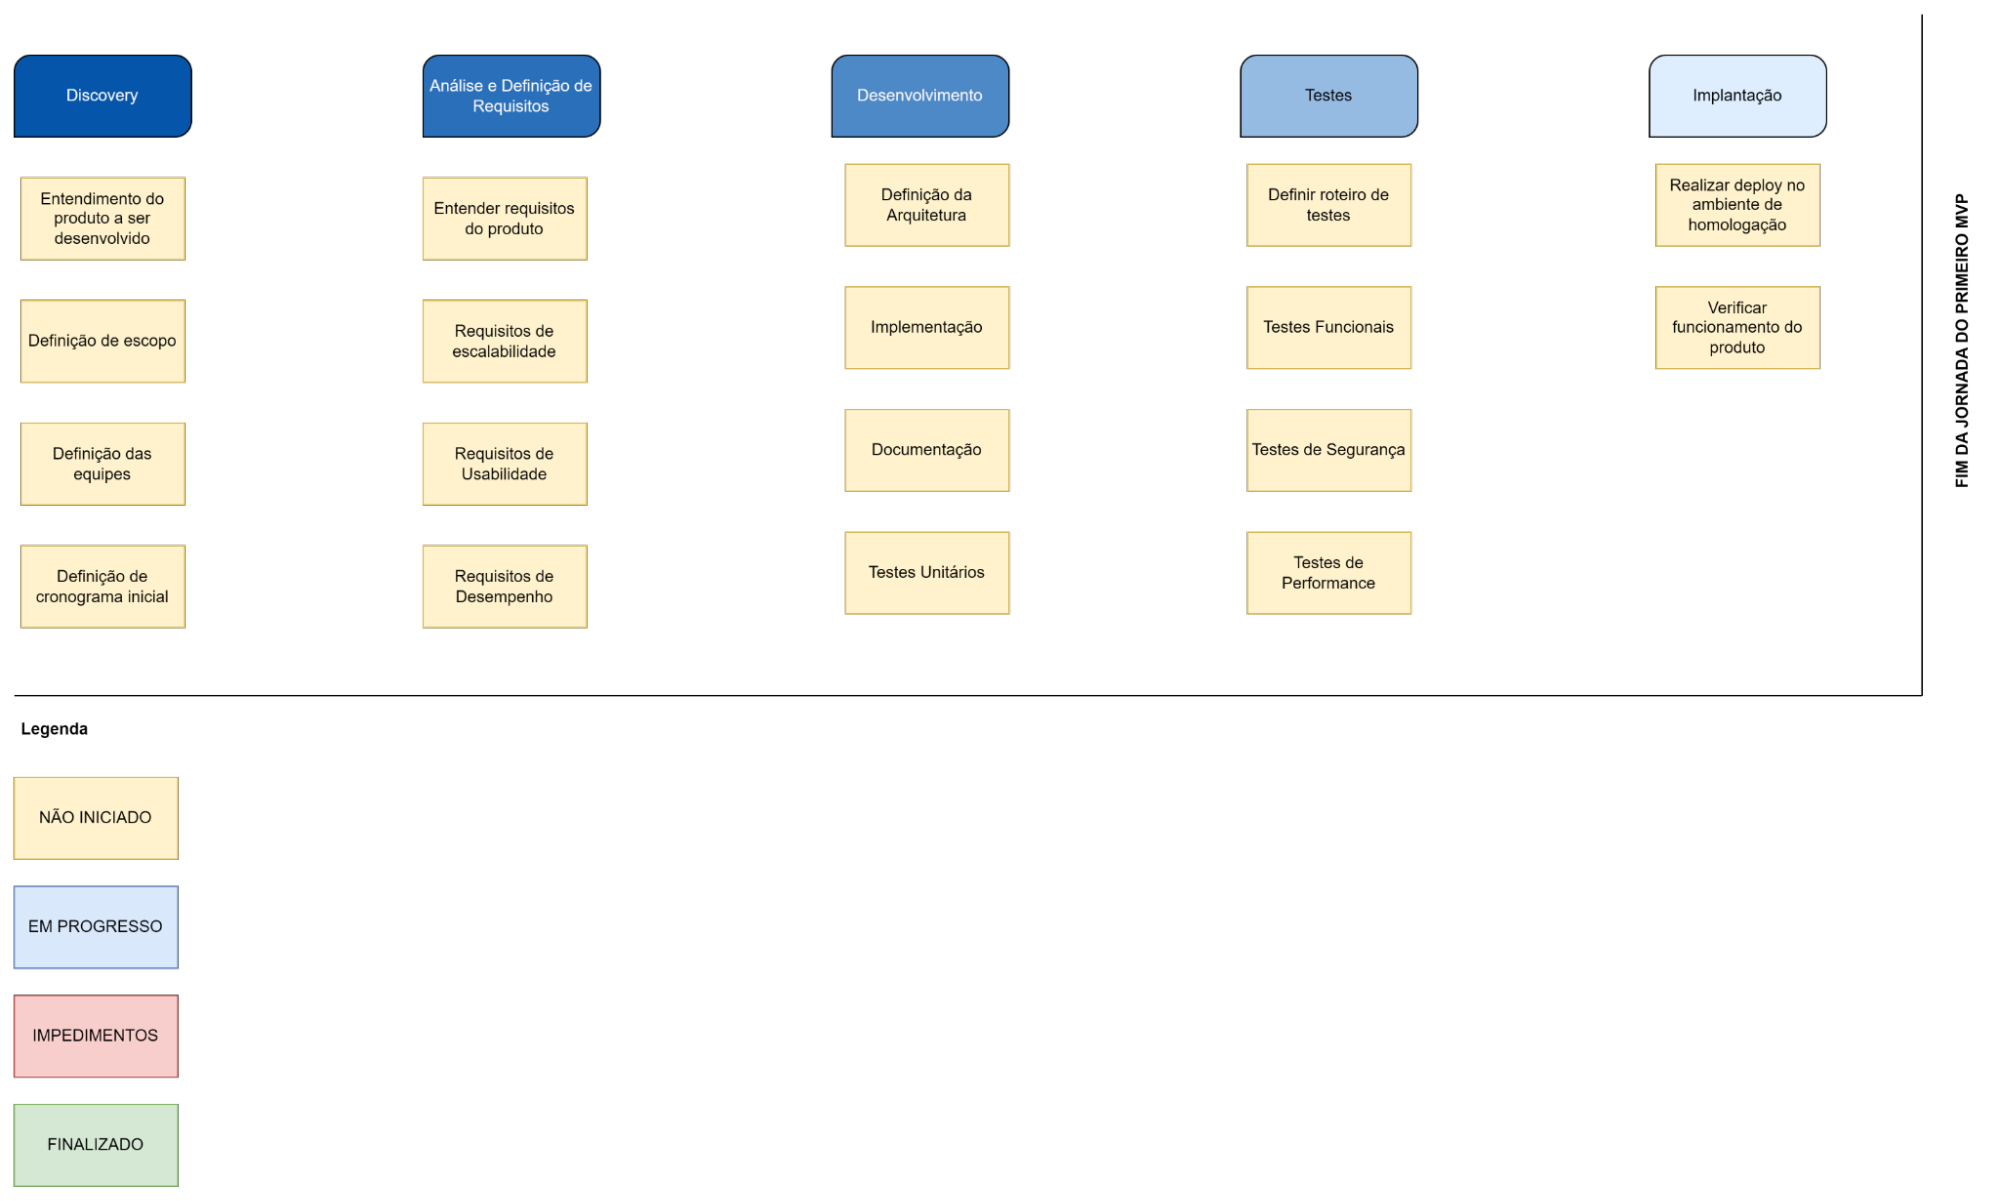 Discovery
Análise e Definição de
Requisitos
Desenvolvimento
Testes
Implantação
Entendimento do
produto a ser
desenvolvido
Definição de escopo
Definição das
equipes
Definição de
cronograma inicial
Entender requisitos
do produto
Requisitos de
escalabilidade
Requisitos de
Usabilidade
Requisitos de
Desempenho
Definição da
Arquitetura
Implementação
Documentação
Testes Unitários
Definir roteiro de
testes
Testes Funcionais
Testes de Segurança
Testes de
Performance
Realizar deploy no
ambiente de
homologação
Verificar
funcionamento do
produto
FIM DA JORNADA DO PRIMEIRO MVP
Legenda
NÃO INICIADO
EM PROGRESSO
IMPEDIMENTOS
FINALIZADO